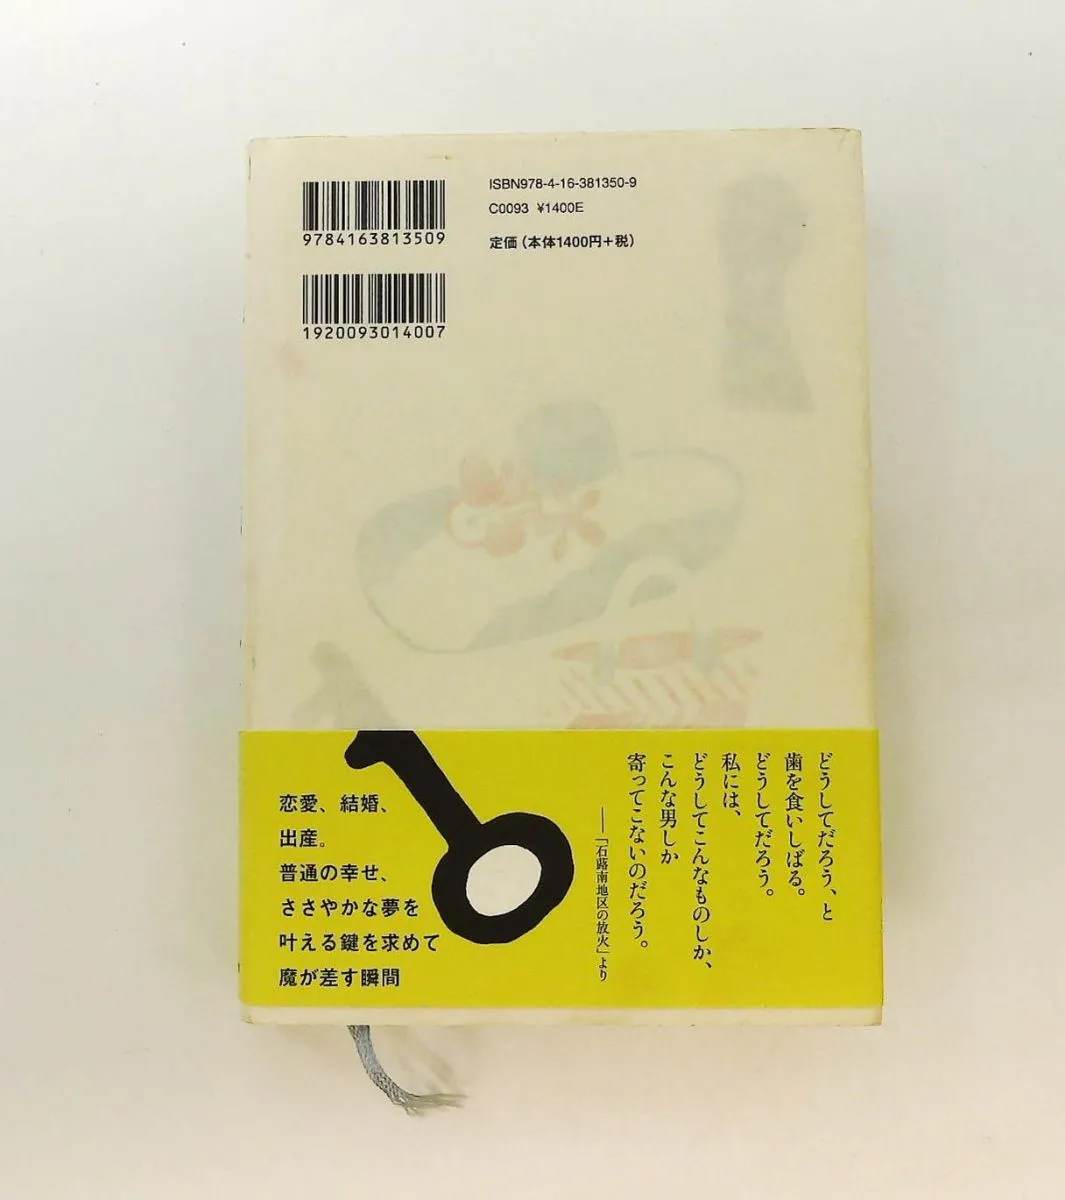 ISBN978-4-16-381350-9
C0093 ¥1400E
定価（本体1400円＋税）
9784163813509
1920093014007
どうしてだろう、と
歯を食いしばる。
どうしてだろう。
私には、
どうしてこんなものしか、
こんな男しか
寄ってこないのだろう。
──「石蕗南地区の放火」より
恋愛、結婚、
出産。
普通の幸せ、
ささやかな夢を
叶える鍵を求めて
魔が差す瞬間